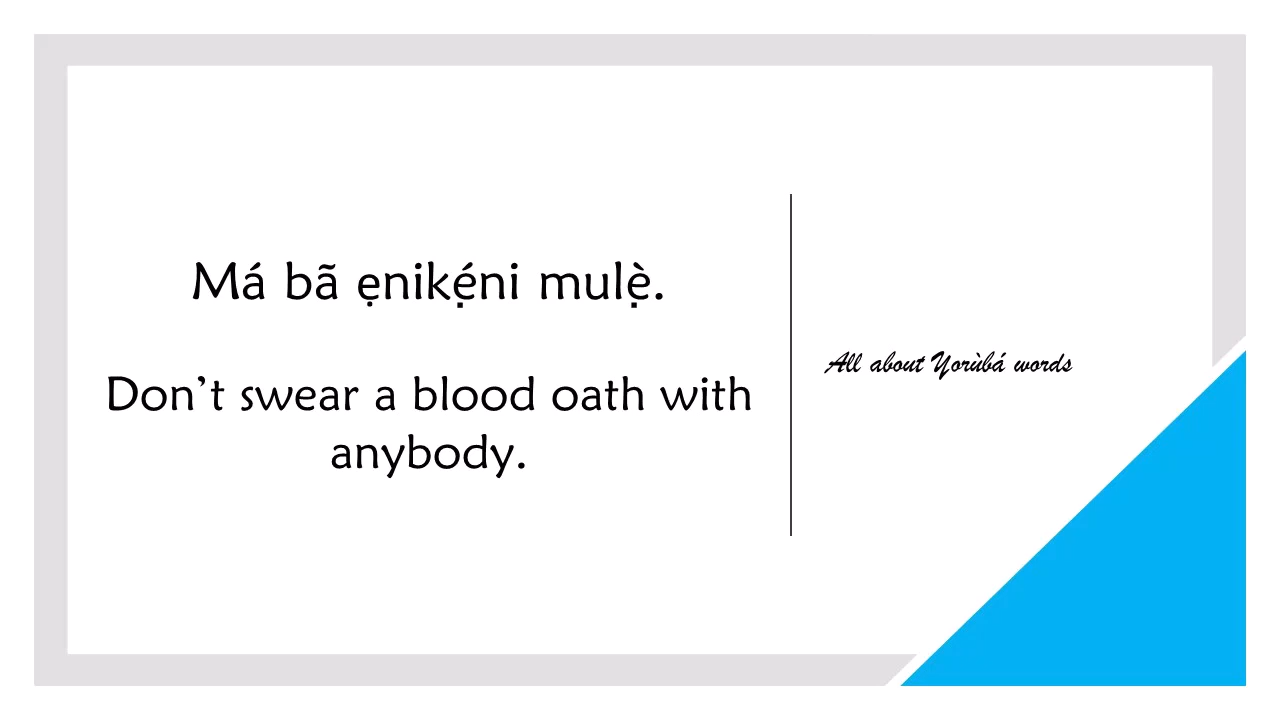 Má bã ẹnikẹ́ni mulẹ̀.
Don’t swear a blood oath with
anybody.
All about Yorùbá words